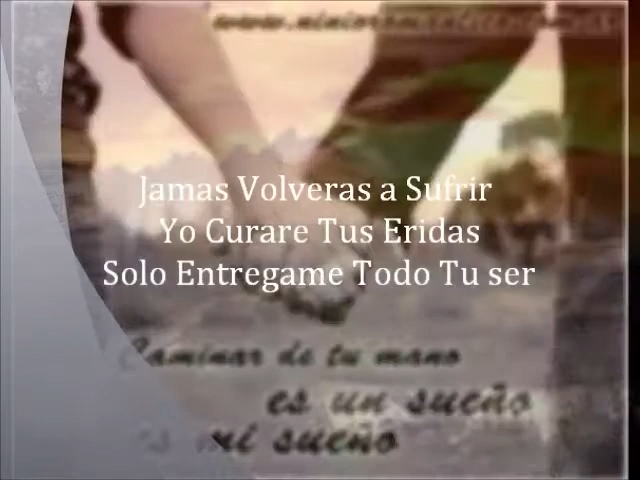 Jamas Volveras a Sufrir
Yo Curare Tus Eridas
Solo Entregame Todo Tu ser
Caminar de tu mano
es un sueño
es mi sueño